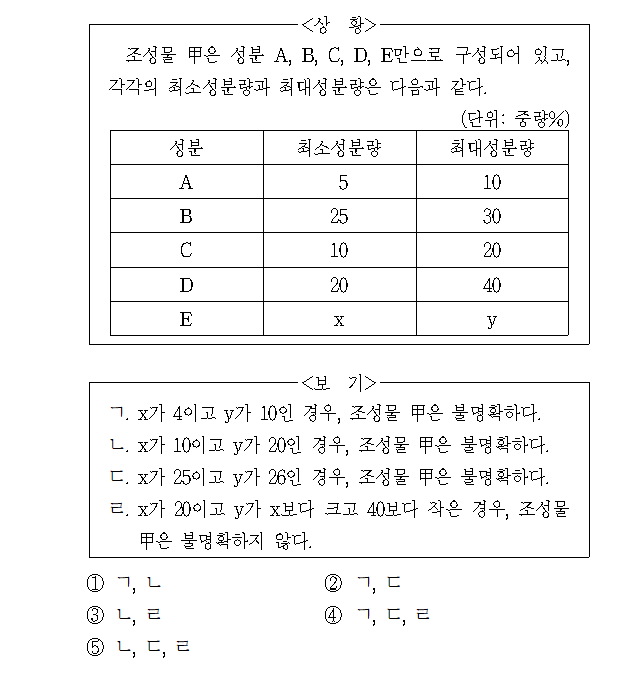 <상 황>
조성물 甲은 성분 A, B, C, D, E만으로 구성되어 있고,
각각의 최소성분량과 최대성분량은 다음과 같다.
(단위: 중량%)
성분 최소성분량 최대성분량
A 5 10
B 25 30
C 10 20
D 20 40
E x y
<보 기>
ㄱ. x가 4이고 y가 10인 경우, 조성물 甲은 불명확하다.
ㄴ. x가 10이고 y가 20인 경우, 조성물 甲은 불명확하다.
ㄷ. x가 25이고 y가 26인 경우, 조성물 甲은 불명확하다.
ㄹ. x가 20이고 y가 x보다 크고 40보다 작은 경우, 조성물
甲은 불명확하지 않다.
① ㄱ, ㄴ ② ㄱ, ㄷ
③ ㄴ, ㄹ ④ ㄱ, ㄷ, ㄹ
⑤ ㄴ, ㄷ, ㄹ